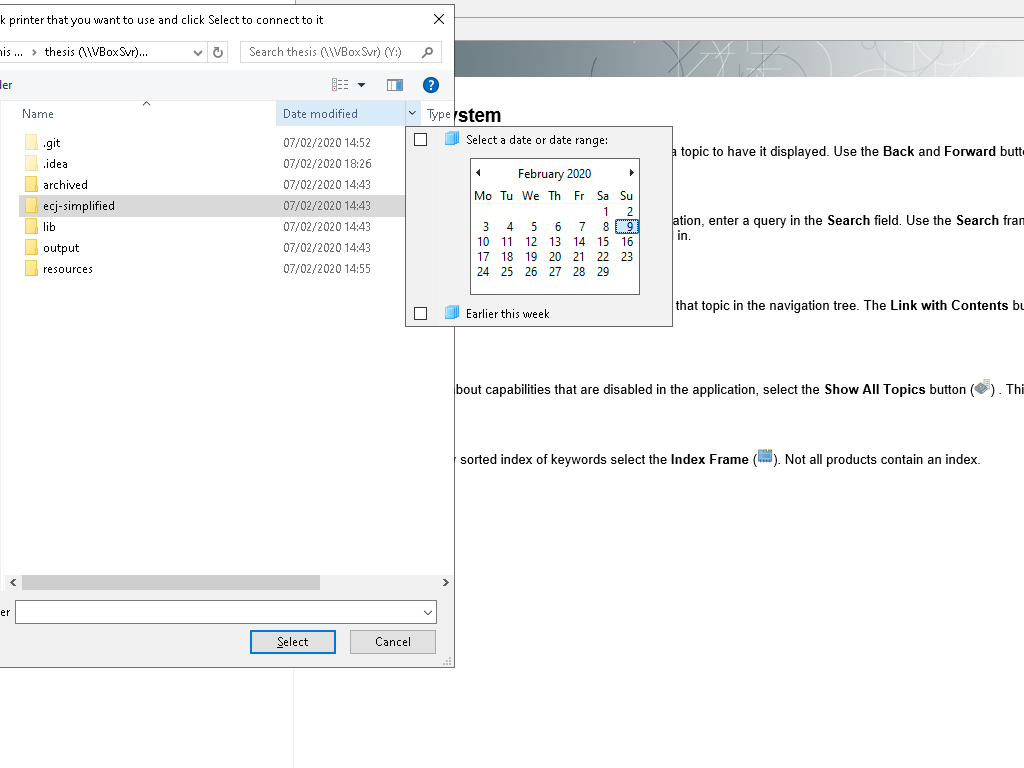 k printer that you want to use and click Select to connect to it
his ... › thesis (\\VBoxSvr)...
Search thesis (\\VBoxSvr) (Y:)
ler
Name
Date modified
Type
ystem
.git
07/02/2020 14:52
.idea
07/02/2020 18:26
archived
07/02/2020 14:43
ecj-simplified
07/02/2020 14:43
lib
07/02/2020 14:43
output
07/02/2020 14:43
resources
07/02/2020 14:55
Select a date or date range:
February 2020
Mo Tu We Th Fr Sa Su
1 2
3 4 5 6 7 8 9
10 11 12 13 14 15 16
17 18 19 20 21 22 23
24 25 26 27 28 29
Earlier this week
a topic to have it displayed. Use the Back and Forward butt
ation, enter a query in the Search field. Use the Search fran
in.
that topic in the navigation tree. The Link with Contents bu
bout capabilities that are disabled in the application, select the Show All Topics button ( ) . Thi
y sorted index of keywords select the Index Frame ( ). Not all products contain an index.
er
Select
Cancel